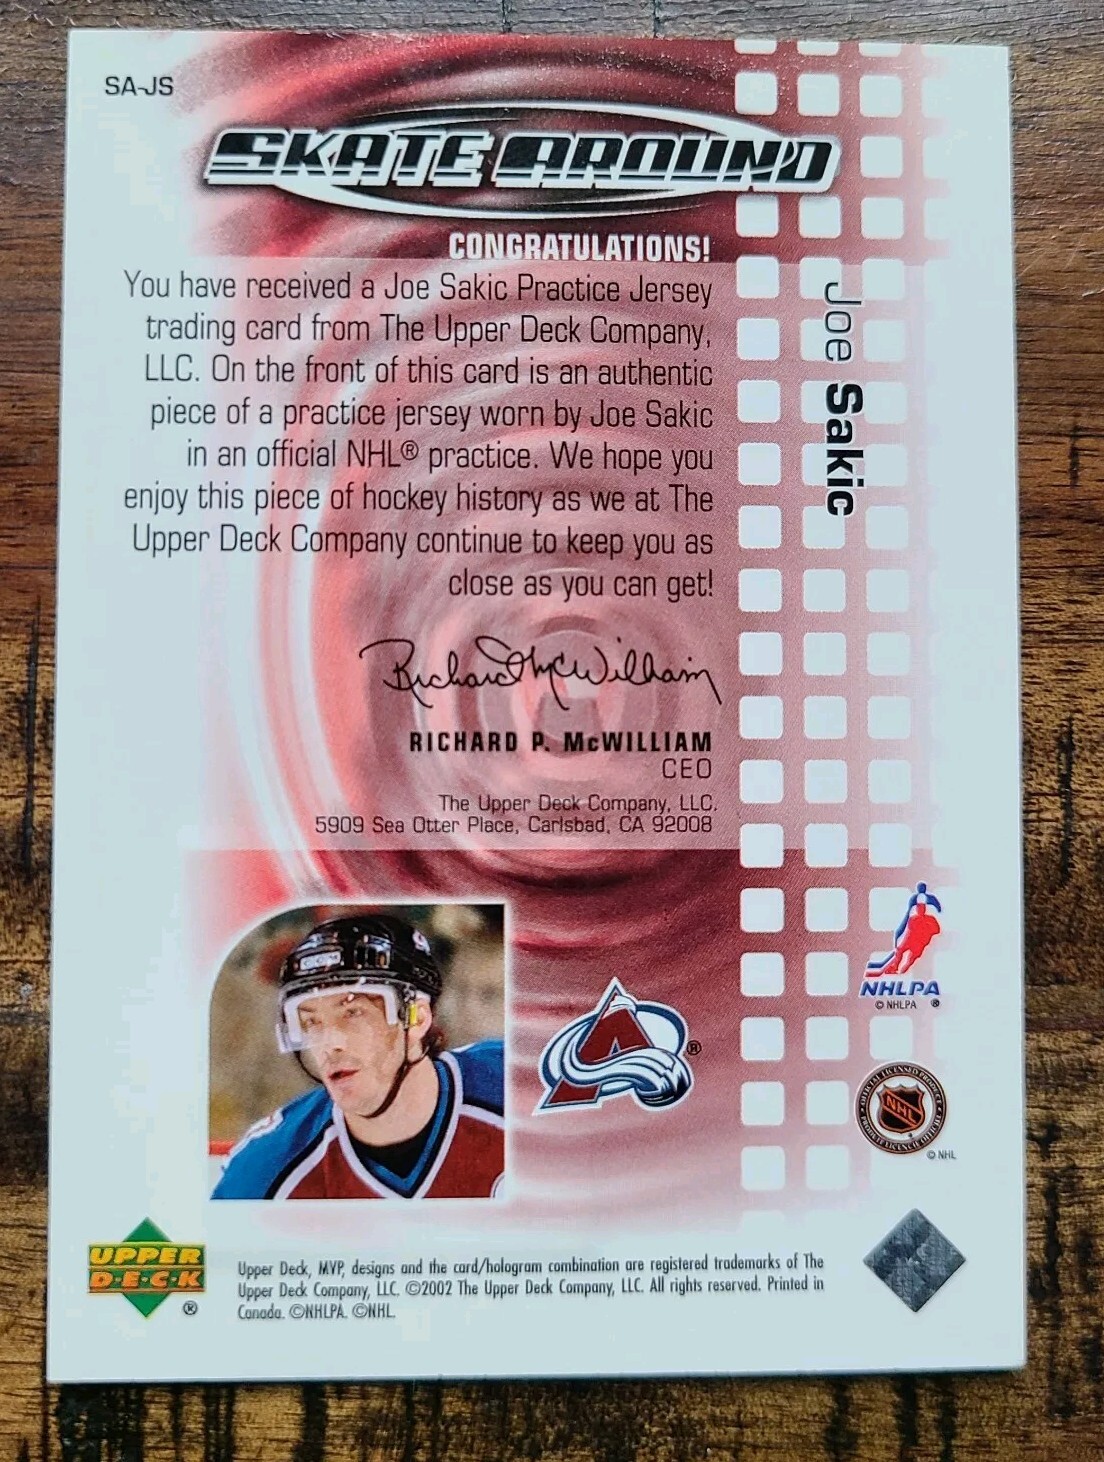 SA-JS
SKATE AROUND
CONGRATULATIONS!
You have received a Joe Sakic Practice Jersey
trading card from The Upper Deck Company,
LLC. On the front of this card is an authentic
piece of a practice jersey worn by Joe Sakic
in an official NHL® practice. We hope you
enjoy this piece of hockey history as we at The
Upper Deck Company continue to keep you as
close as you can get!
Richard McWilliam
RICHARD P. McWILLIAM
CEO
The Upper Deck Company, LLC.
5909 Sea Otter Place, Carlsbad, CA 92008
Joe Sakic
NHLPA
© NHLPA ®
A ®
NHL
© NHL
UPPER
D·E·C·K
®
Upper Deck, MVP, designs and the card/hologram combination are registered trademarks of The
Upper Deck Company, LLC. ©2002 The Upper Deck Company, LLC. All rights reserved. Printed in
Canada. ©NHLPA. ©NHL.